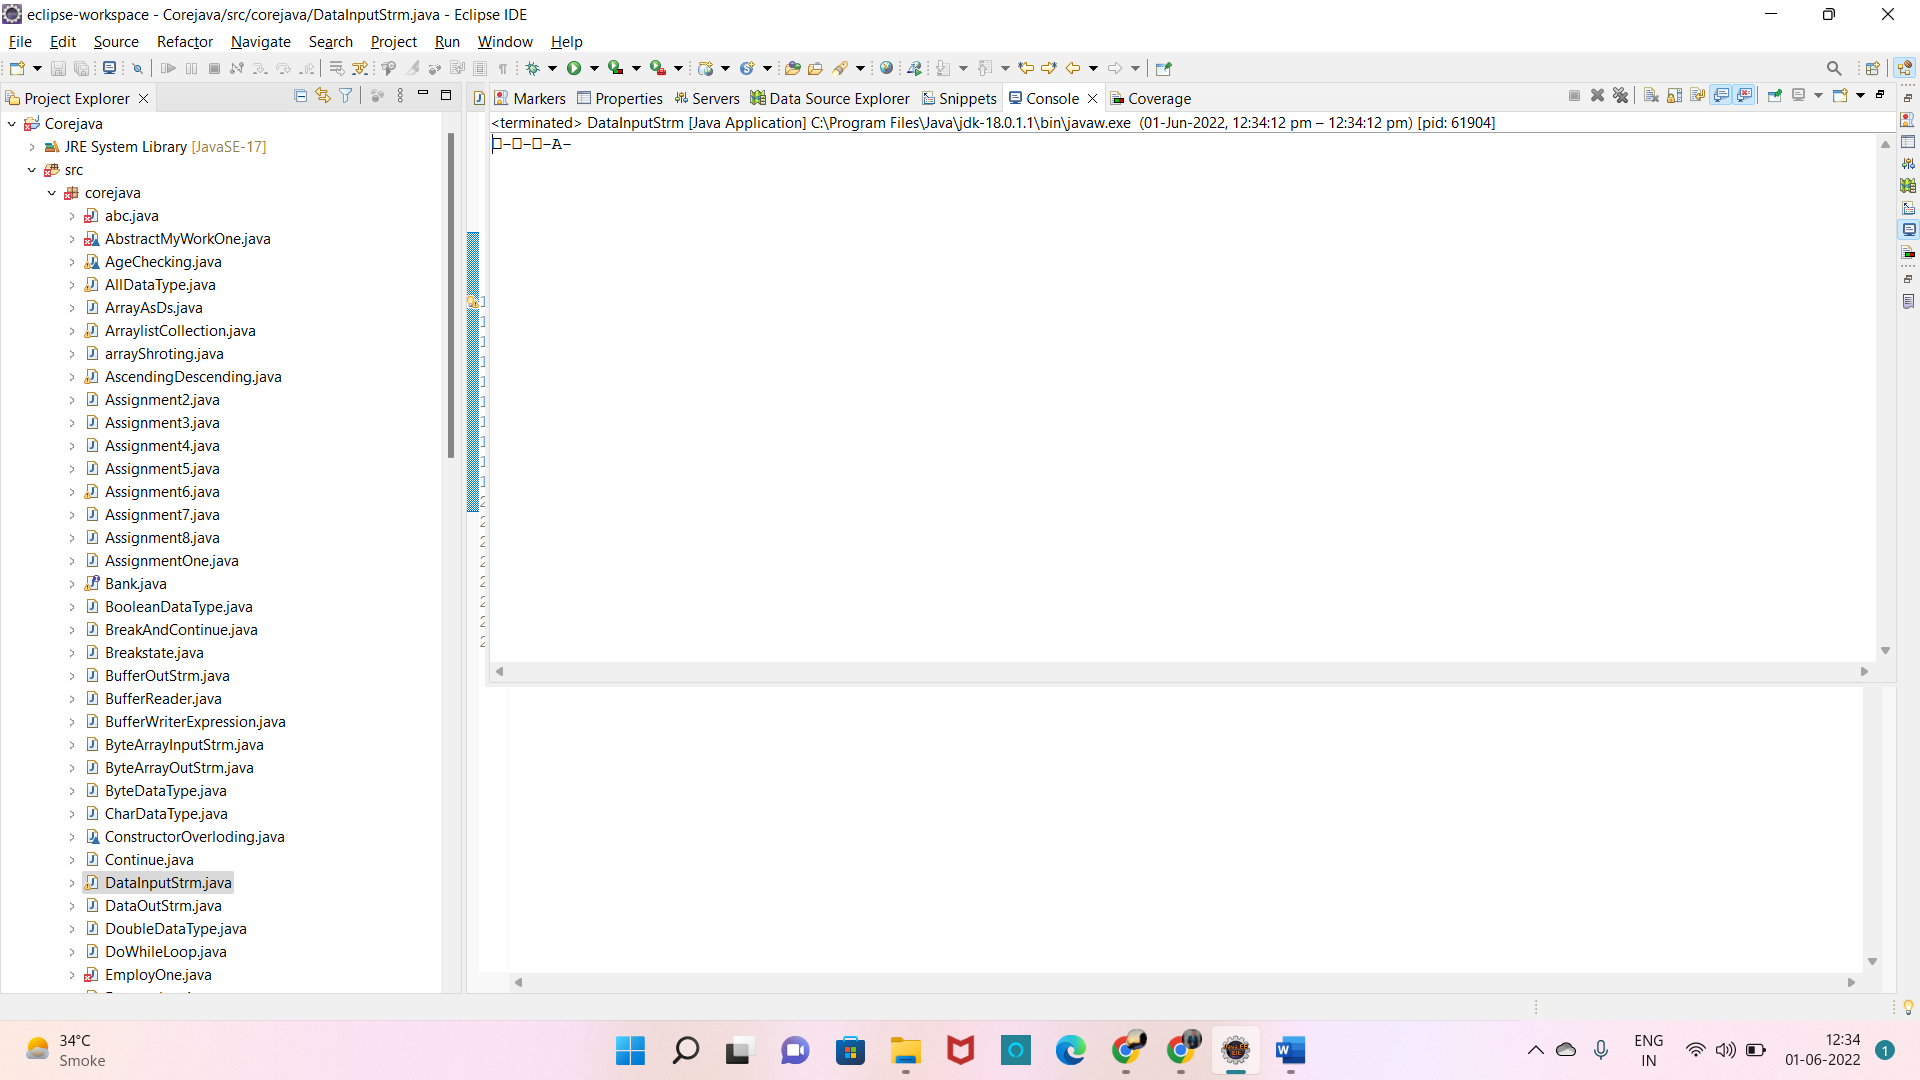 eclipse-workspace - Corejava/src/corejava/DataInputStrm.java - Eclipse IDE
File Edit Source Refactor Navigate Search Project Run Window Help
Project Explorer
Markers Properties Servers Data Source Explorer Snippets Console Coverage
<terminated> DataInputStrm [Java Application] C:\Program Files\Java\jdk-18.0.1.1\bin\javaw.exe (01-Jun-2022, 12:34:12 pm – 12:34:12 pm) [pid: 61904]
□-□-□-A-
Corejava
JRE System Library [JavaSE-17]
src
corejava
abc.java
AbstractMyWorkOne.java
AgeChecking.java
AllDataType.java
ArrayAsDs.java
ArraylistCollection.java
arrayShroting.java
AscendingDescending.java
Assignment2.java
Assignment3.java
Assignment4.java
Assignment5.java
Assignment6.java
Assignment7.java
Assignment8.java
AssignmentOne.java
Bank.java
BooleanDataType.java
BreakAndContinue.java
Breakstate.java
BufferOutStrm.java
BufferReader.java
BufferWriterExpression.java
ByteArrayInputStrm.java
ByteArrayOutStrm.java
ByteDataType.java
CharDataType.java
ConstructorOverloding.java
Continue.java
DataInputStrm.java
DataOutStrm.java
DoubleDataType.java
DoWhileLoop.java
EmployOne.java
34°C
Smoke
ENG
IN
12:34
01-06-2022
1